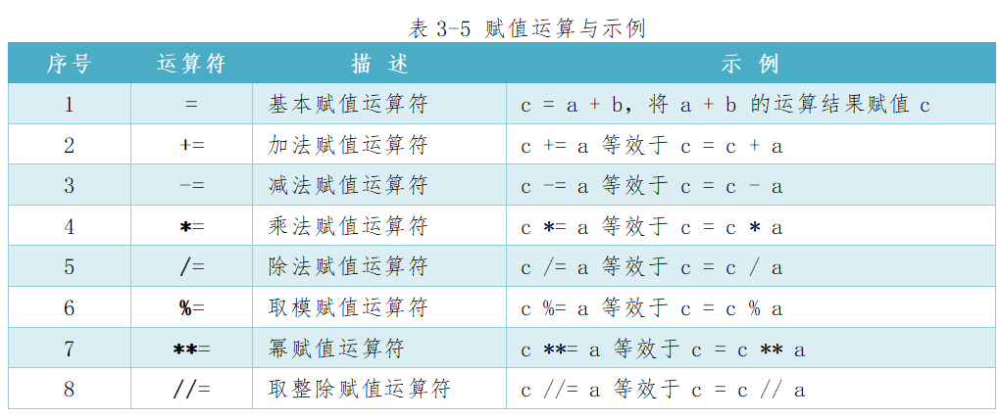 表 3-5 赋值运算与示例
序号 运算符 描 述 示 例
1 = 基本赋值运算符 c = a + b, 将 a + b 的运算结果赋值 c
2 += 加法赋值运算符 c += a 等效于 c = c + a
3 -= 减法赋值运算符 c -= a 等效于 c = c - a
4 *= 乘法赋值运算符 c *= a 等效于 c = c * a
5 /= 除法赋值运算符 c /= a 等效于 c = c / a
6 %= 取模赋值运算符 c %= a 等效于 c = c % a
7 **= 幂赋值运算符 c **= a 等效于 c = c ** a
8 //= 取整除赋值运算符 c //= a 等效于 c = c // a